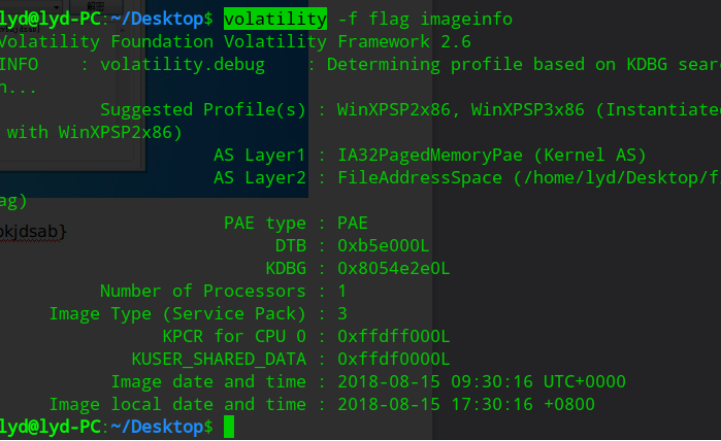 lyd@lyd-PC:~/Desktop$ volatility -f flag imageinfo
Volatility Foundation Volatility Framework 2.6
INFO    : volatility.debug    : Determining profile based on KDBG sear
h...
Suggested Profile(s) : WinXPSP2x86, WinXPSP3x86 (Instantiated
with WinXPSP2x86)
AS Layer1 : IA32PagedMemoryPae (Kernel AS)
AS Layer2 : FileAddressSpace (/home/lyd/Desktop/f
ag)
PAE type : PAE
okjdsab}
DTB : 0xb5e000L
KDBG : 0x8054e2e0L
Number of Processors : 1
Image Type (Service Pack) : 3
KPCR for CPU 0 : 0xffdff000L
KUSER_SHARED_DATA : 0xffdf0000L
Image date and time : 2018-08-15 09:30:16 UTC+0000
Image local date and time : 2018-08-15 17:30:16 +0800
lyd@lyd-PC:~/Desktop$